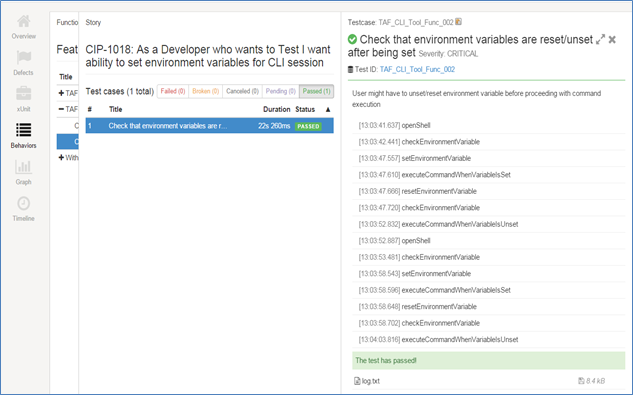 Overview
Defects
xUnit
Behaviors
Graph
Timeline
Functio
Feat
Title
TAF
TAF
C
C
With
Story
CIP-1018: As a Developer who wants to Test I want
ability to set environment variables for CLI session
Test cases (1 total) Failed (0) Broken (0) Canceled (0) Pending (0) Passed (1)
# Title Duration Status
1 Check that environment variables are r... 22s 260ms PASSED
Testcase: TAF_CLI_Tool_Func_002
Check that environment variables are reset/unset
after being set Severity: CRITICAL
Test ID: TAF_CLI_Tool_Func_002
User might have to unset/reset environment variable before proceeding with command
execution
[13:03:41:637] openShell
[13:03:42.441] checkEnvironmentVariable
[13:03:47.557] setEnvironmentVariable
[13:03:47.610] executeCommandWhenVariableIsSet
[13:03:47.666] resetEnvironmentVariable
[13:03:47.720] checkEnvironmentVariable
[13:03:52.832] executeCommandWhenVariableIsUnset
[13:03:52.887] openShell
[13:03:53.481] checkEnvironmentVariable
[13:03:58.543] setEnvironmentVariable
[13:03:58.596] executeCommandWhenVariableIsSet
[13:03:58.648] resetEnvironmentVariable
[13:03:58.702] checkEnvironmentVariable
[13:04:03.816] executeCommandWhenVariableIsUnset
The test has passed!
log.txt 8.4 kB